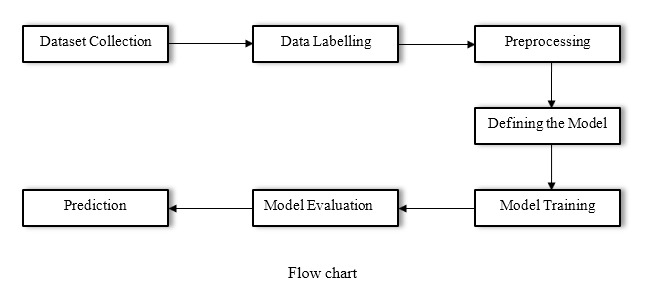 Dataset Collection
Data Labelling
Preprocessing
Defining the Model
Model Training
Model Evaluation
Prediction
Flow chart